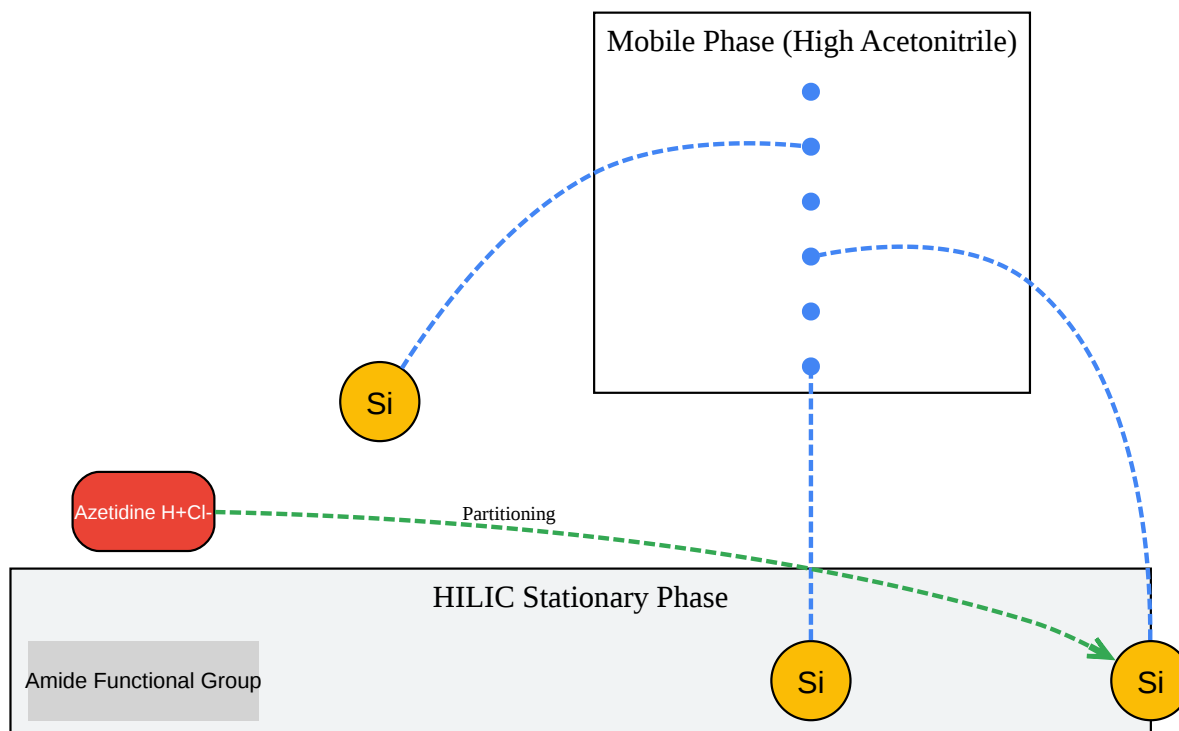 Mobile Phase (High Acetonitrile)
Si
Azetidine H+Cl-
Partitioning
HILIC Stationary Phase
Amide Functional Group
Si
Si